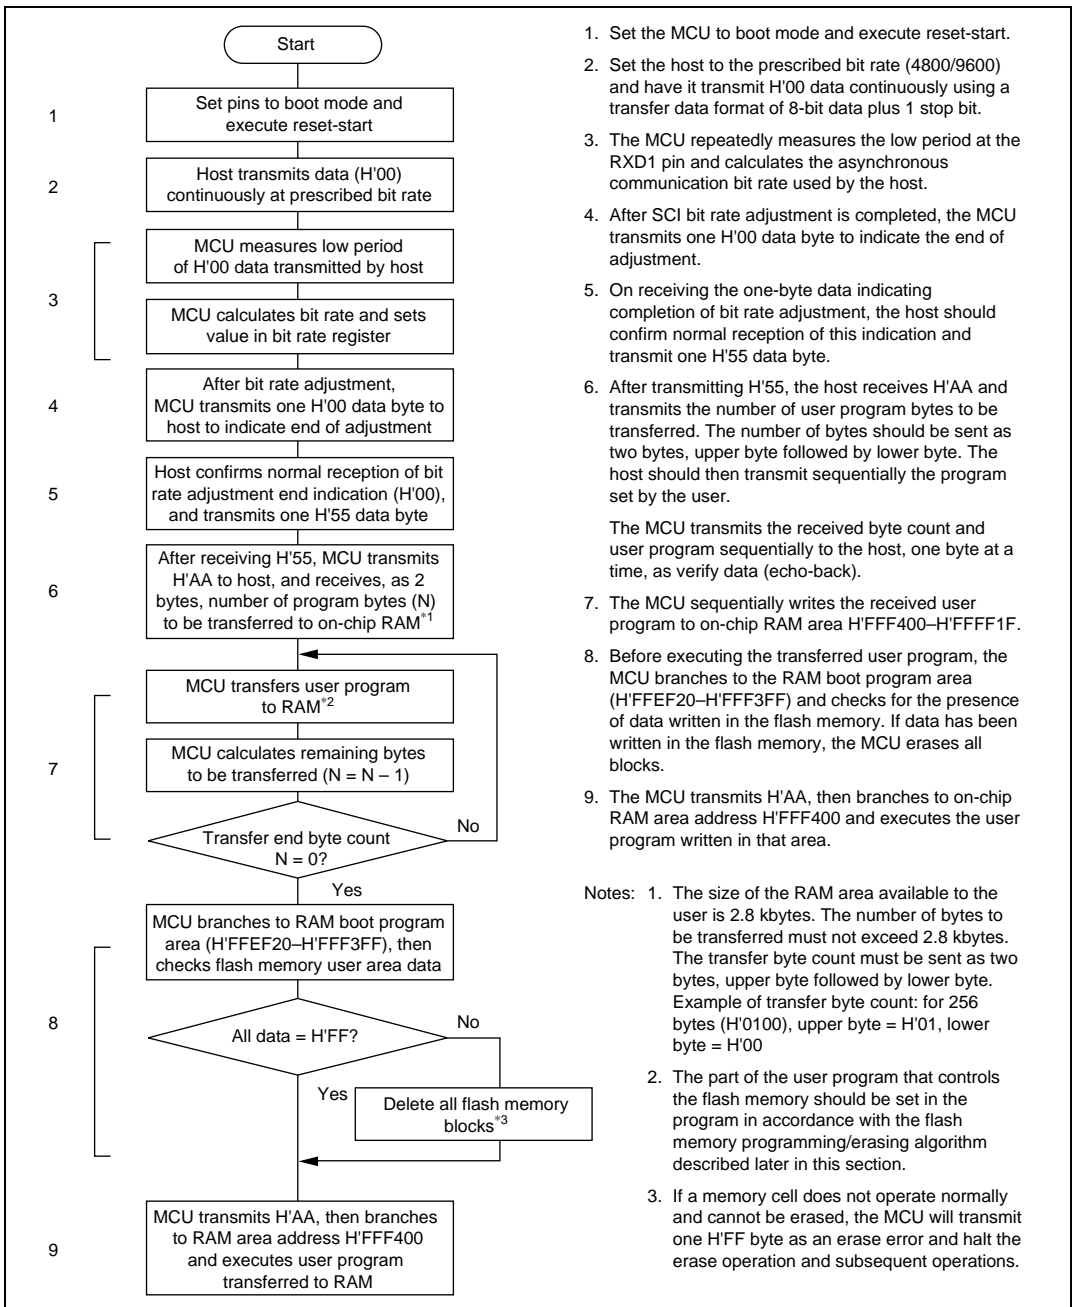 Start
1
Set pins to boot mode and
execute reset-start
2
Host transmits data (H'00)
continuously at prescribed bit rate
3
MCU measures low period
of H'00 data transmitted by host
MCU calculates bit rate and sets
value in bit rate register
4
After bit rate adjustment,
MCU transmits one H'00 data byte to
host to indicate end of adjustment
5
Host confirms normal reception of bit
rate adjustment end indication (H'00),
and transmits one H'55 data byte
6
After receiving H'55, MCU transmits
H'AA to host, and receives, as 2
bytes, number of program bytes (N)
to be transferred to on-chip RAM*1
7
MCU transfers user program
to RAM*2
MCU calculates remaining bytes
to be transferred (N = N – 1)
Transfer end byte count
N = 0?
No
Yes
8
MCU branches to RAM boot program
area (H'FFEF20–H'FFF3FF), then
checks flash memory user area data
All data = H'FF?
No
Yes
Delete all flash memory
blocks*3
9
MCU transmits H'AA, then branches
to RAM area address H'FFF400
and executes user program
transferred to RAM
1. Set the MCU to boot mode and execute reset-start.
2. Set the host to the prescribed bit rate (4800/9600)
and have it transmit H'00 data continuously using a
transfer data format of 8-bit data plus 1 stop bit.
3. The MCU repeatedly measures the low period at the
RXD1 pin and calculates the asynchronous
communication bit rate used by the host.
4. After SCI bit rate adjustment is completed, the MCU
transmits one H'00 data byte to indicate the end of
adjustment.
5. On receiving the one-byte data indicating
completion of bit rate adjustment, the host should
confirm normal reception of this indication and
transmit one H'55 data byte.
6. After transmitting H'55, the host receives H'AA and
transmits the number of user program bytes to be
transferred. The number of bytes should be sent as
two bytes, upper byte followed by lower byte. The
host should then transmit sequentially the program
set by the user.
The MCU transmits the received byte count and
user program sequentially to the host, one byte at a
time, as verify data (echo-back).
7. The MCU sequentially writes the received user
program to on-chip RAM area H'FFF400–H'FFFF1F.
8. Before executing the transferred user program, the
MCU branches to the RAM boot program area
(H'FFEF20–H'FFF3FF) and checks for the presence
of data written in the flash memory. If data has been
written in the flash memory, the MCU erases all
blocks.
9. The MCU transmits H'AA, then branches to on-chip
RAM area address H'FFF400 and executes the user
program written in that area.
Notes: 1. The size of the RAM area available to the
user is 2.8 kbytes. The number of bytes to
be transferred must not exceed 2.8 kbytes.
The transfer byte count must be sent as two
bytes, upper byte followed by lower byte.
Example of transfer byte count: for 256
bytes (H'0100), upper byte = H'01, lower
byte = H'00
2. The part of the user program that controls
the flash memory should be set in the
program in accordance with the flash
memory programming/erasing algorithm
described later in this section.
3. If a memory cell does not operate normally
and cannot be erased, the MCU will transmit
one H'FF byte as an erase error and halt the
erase operation and subsequent operations.